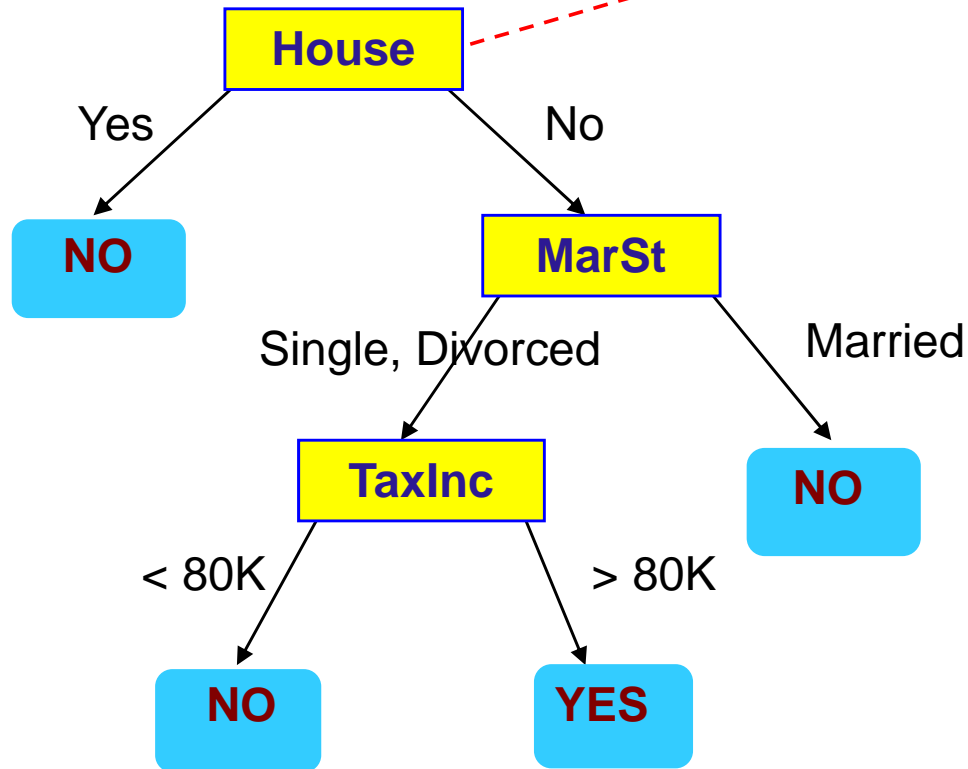 House
Yes
No
NO
MarSt
Single, Divorced
Married
TaxInc
NO
< 80K
> 80K
NO
YES